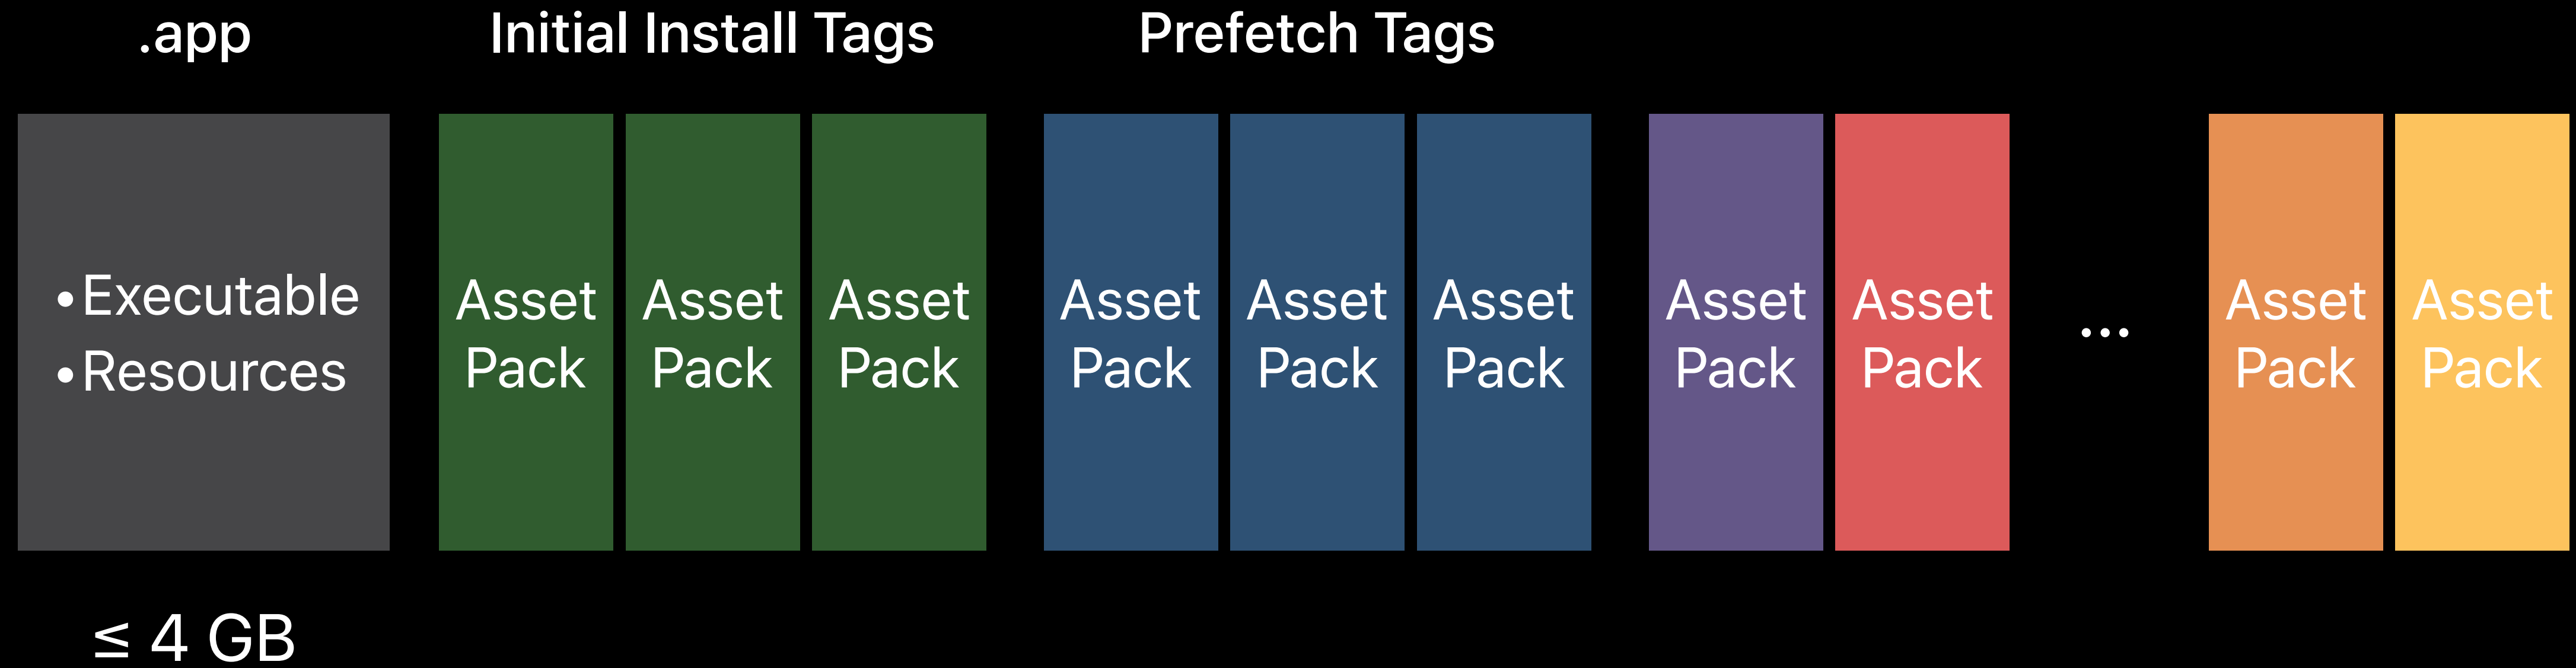 .app
Initial Install Tags
Prefetch Tags
•Executable
•Resources
Asset
Pack
Asset
Pack
Asset
Pack
Asset
Pack
Asset
Pack
Asset
Pack
Asset
Pack
Asset
Pack
...
Asset
Pack
Asset
Pack
≤ 4 GB